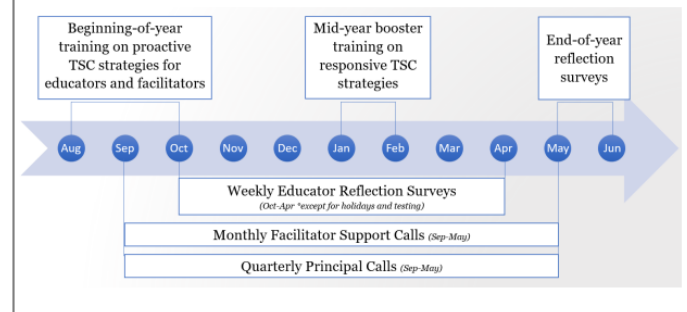 Beginning-of-year
training on proactive
TSC strategies for
educators and facilitators
Mid-year booster
training on
responsive TSC
strategies
End-of-year
reflection
surveys
Aug Sep Oct Nov Dec Jan Feb Mar Apr May Jun
Weekly Educator Reflection Surveys
(Oct-Apr *except for holidays and testing)
Monthly Facilitator Support Calls (Sep-May)
Quarterly Principal Calls (Sep-May)